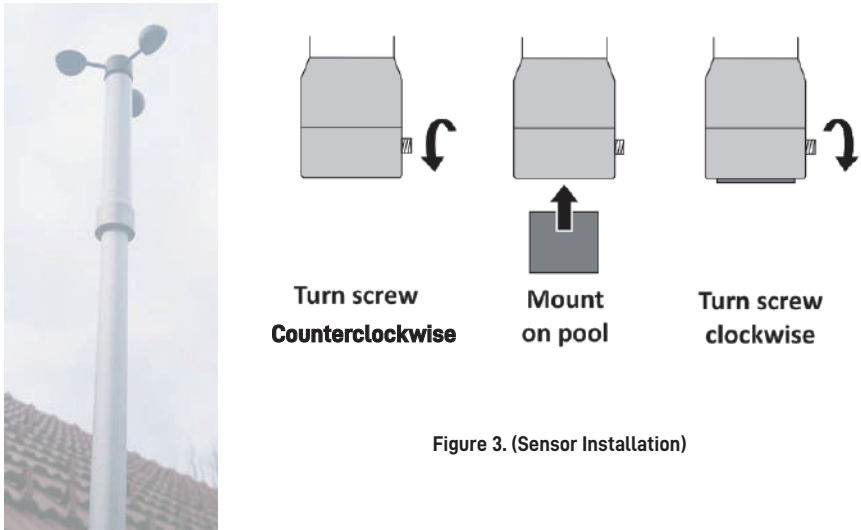 Turn screw
Counterclockwise
Mount
on pool
Turn screw
clockwise
Figure 3. (Sensor Installation)